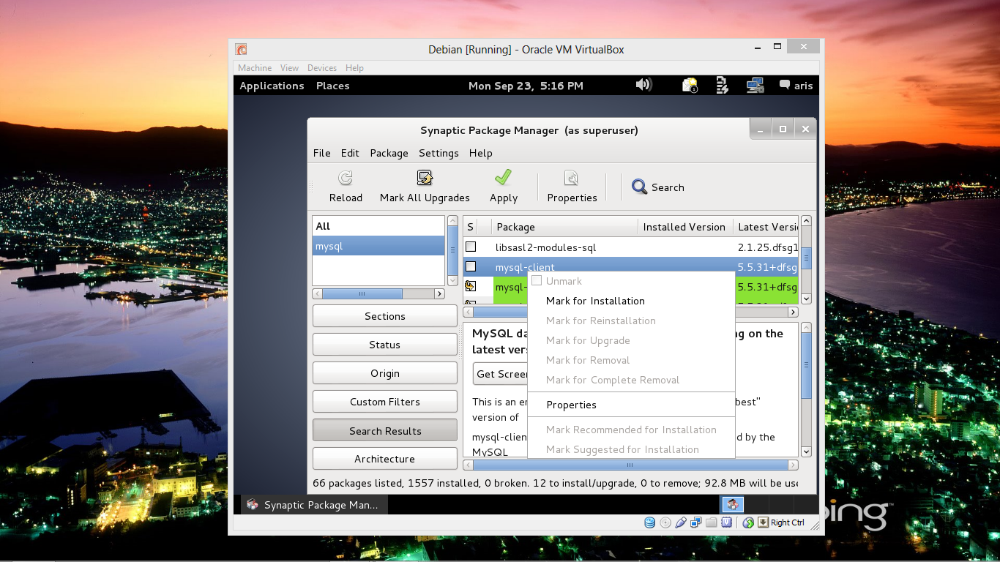 Debian [Running] - Oracle VM VirtualBox
Machine View Devices Help
Applications Places Mon Sep 23, 5:16 PM 1 aris
Synaptic Package Manager (as superuser)
File Edit Package Settings Help
Reload Mark All Upgrades Apply Properties Search
All
mysql
S Package Installed Version Latest Versi
libsasl2-modules-sql 2.1.25.dfsg1
mysql-client 5.5.31+dfsg
mysql- 5.5.31+dfsg
Unmark
Mark for Installation
Mark for Reinstallation
Mark for Upgrade
Mark for Removal
Mark for Complete Removal
Properties
Mark Recommended for Installation
Mark Suggested for Installation
Sections
Status
Origin
Custom Filters
Search Results
Architecture
MySQL da ng on the
latest vers
Get Screen
This is an em best"
version of
mysql-clien d by the
MySQL
66 packages listed, 1557 installed, 0 broken. 12 to install/upgrade, 0 to remove; 92.8 MB will be use
Synaptic Package Man...
Right Ctrl
bing™